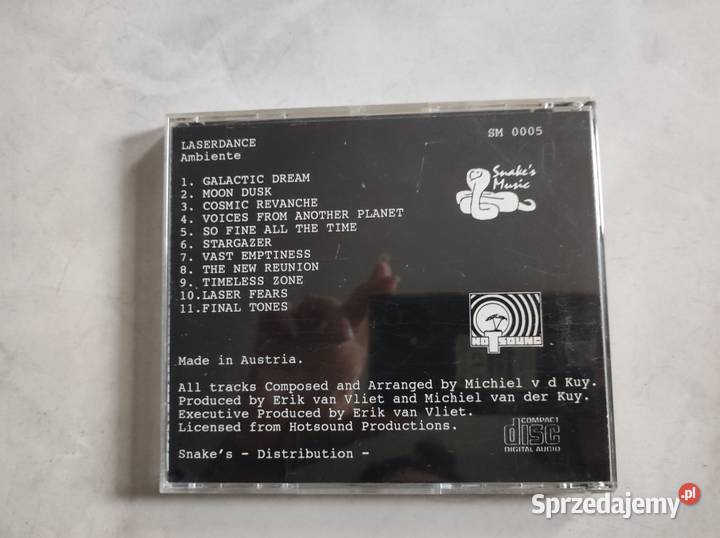 LASERDANCE
Ambiente
SM 0005
Snake's
Music
1. GALACTIC DREAM
2. MOON DUSK
3. COSMIC REVANCHE
4. VOICES FROM ANOTHER PLANET
5. SO FINE ALL THE TIME
6. STARGAZER
7. VAST EMPTINESS
8. THE NEW REUNION
9. TIMELESS ZONE
10.LASER FEARS
11.FINAL TONES
HOTSOUND
Made in Austria.
All tracks Composed and Arranged by Michiel v d Kuy.
Produced by Erik van Vliet and Michiel van der Kuy.
Executive Produced by Erik van Vliet.
Licensed from Hotsound Productions.
COMPACT
disc
DIGITAL AUDIO
Snake's - Distribution -
Sprzedajemy.pl